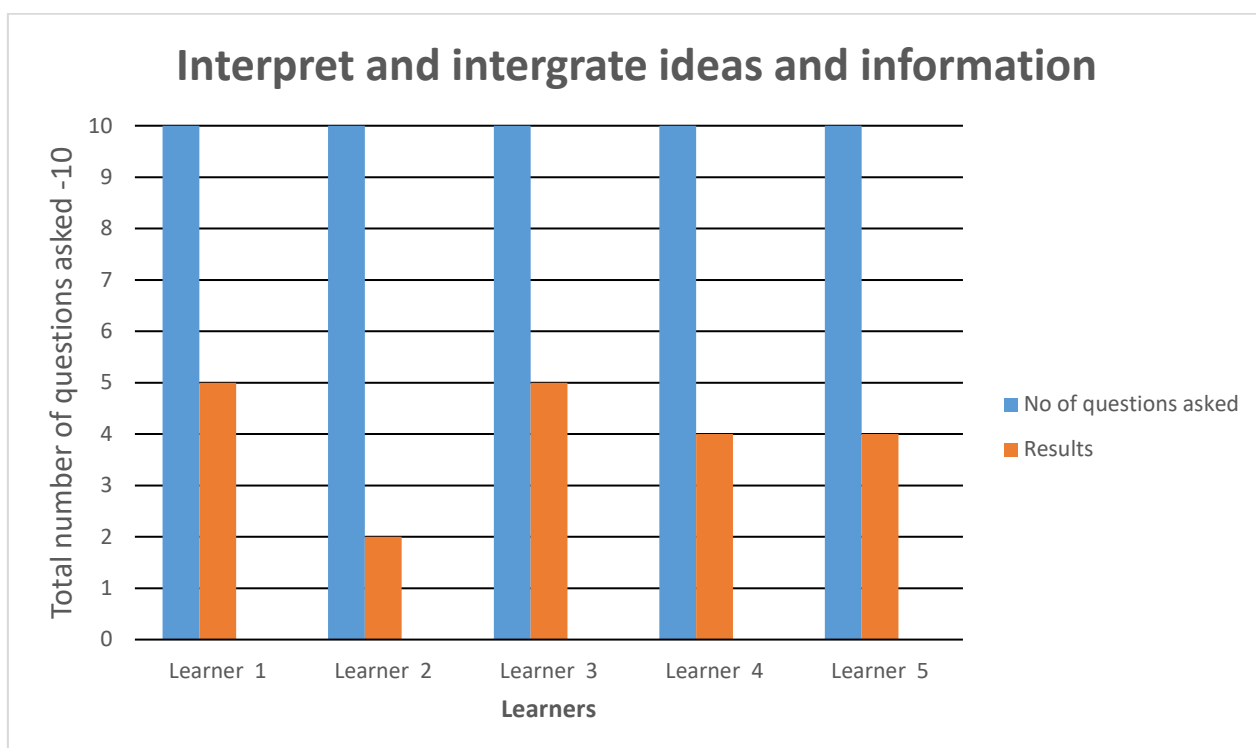 Interpret and intergrate ideas and information
Total number of questions asked -10
10
9
8
7
6
5
4
3
2
1
0
Learner 1
Learner 2
Learner 3
Learner 4
Learner 5
Learners
No of questions asked
Results